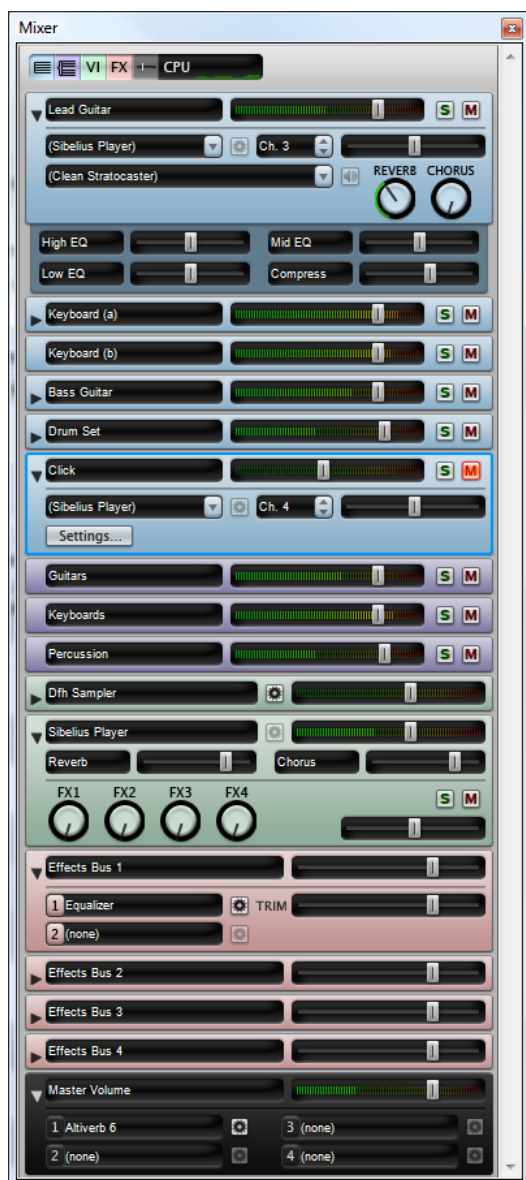 Mixer
VI FX CPU
Lead Guitar S M
(Sibelius Player) Ch. 3
(Clean Stratocaster) REVERB CHORUS
High EQ Mid EQ
Low EQ Compress
Keyboard (a) S M
Keyboard (b) S M
Bass Guitar S M
Drum Set S M
Click S M
(Sibelius Player) Ch. 4
Settings...
Guitars S M
Keyboards S M
Percussion S M
Dfh Sampler
Sibelius Player
Reverb Chorus
FX1 FX2 FX3 FX4 S M
Effects Bus 1
1 Equalizer TRIM
2 (none)
Effects Bus 2
Effects Bus 3
Effects Bus 4
Master Volume
1 Altiverb 6 3 (none)
2 (none) 4 (none)